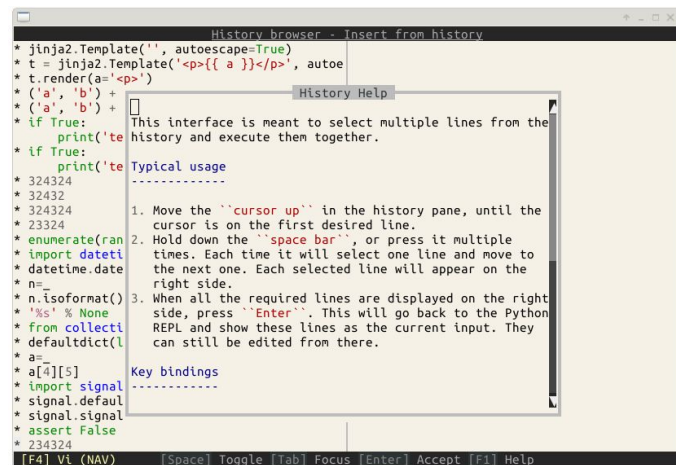 History browser - Insert from history
* jinja2.Template('', autoescape=True)
* t = jinja2.Template('<p>{{ a }}</p>', autoe
* t.render(a='<p>')
* ('a', 'b') +
* ('a', 'b') +
* if True:
print('te
* if True:
print('te
* 324324
* 32432
* 324324
* 23324
* enumerate(ran
* import dateti
* datetime.date
* n=_
* n.isoformat()
* '%s' % None
* from collecti
* defaultdict(l
* a=_
* a[4][5]
* import signal
* signal.defaul
* signal.signal
* assert False
* 234324
History Help
This interface is meant to select multiple lines from the
history and execute them together.
Typical usage
-------------
1. Move the ``cursor up`` in the history pane, until the
cursor is on the first desired line.
2. Hold down the ``space bar``, or press it multiple
times. Each time it will select one line and move to
the next one. Each selected line will appear on the
right side.
3. When all the required lines are displayed on the right
side, press ``Enter``. This will go back to the Python
REPL and show these lines as the current input. They
can still be edited from there.
Key bindings
------------
[F4] Vi (NAV) [Space] Toggle [Tab] Focus [Enter] Accept [F1] Help